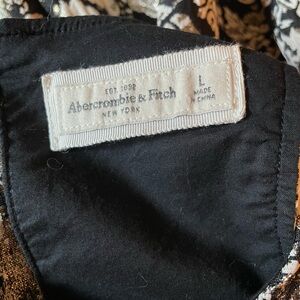 EST. 1892
Abercrombie & Fitch
NEW YORK
L
MADE
IN CHINA